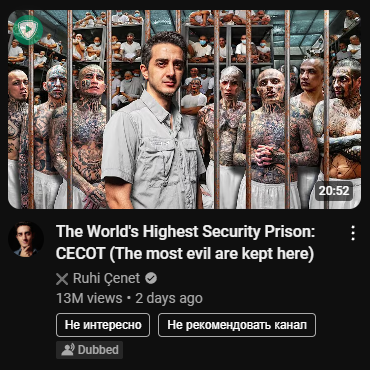 20:52
The World's Highest Security Prison:
CECOT (The most evil are kept here)
Ruhi Çenet
13M views • 2 days ago
Не интересно
Не рекомендовать канал
Dubbed